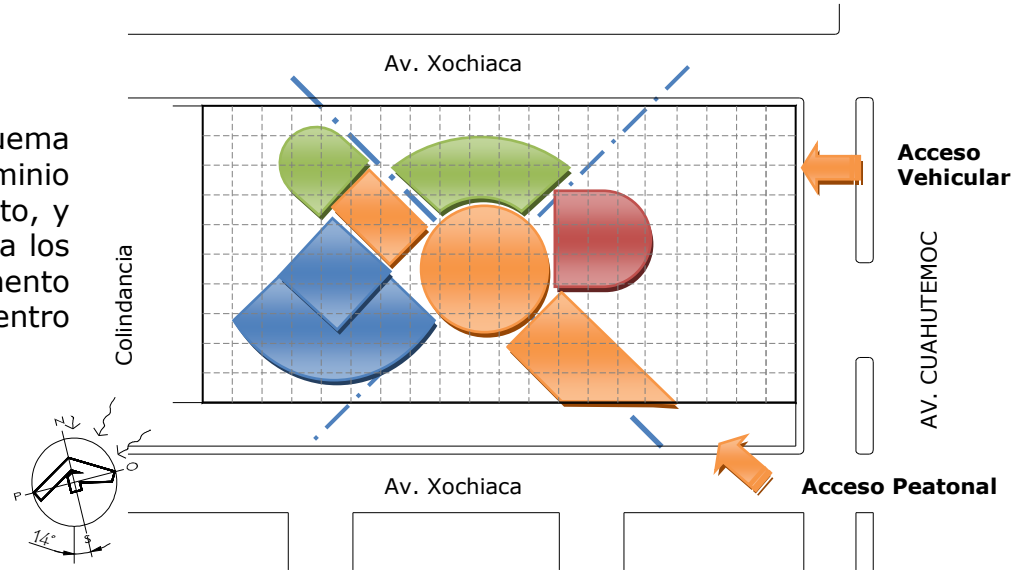 Av. Xochiaca
uema
minio
to, y
a los
mento
entro
Colindancia
Acceso
Vehicular
AV. CUAHUTEMOC
N
O
P
S
14°
Av. Xochiaca
Acceso Peatonal